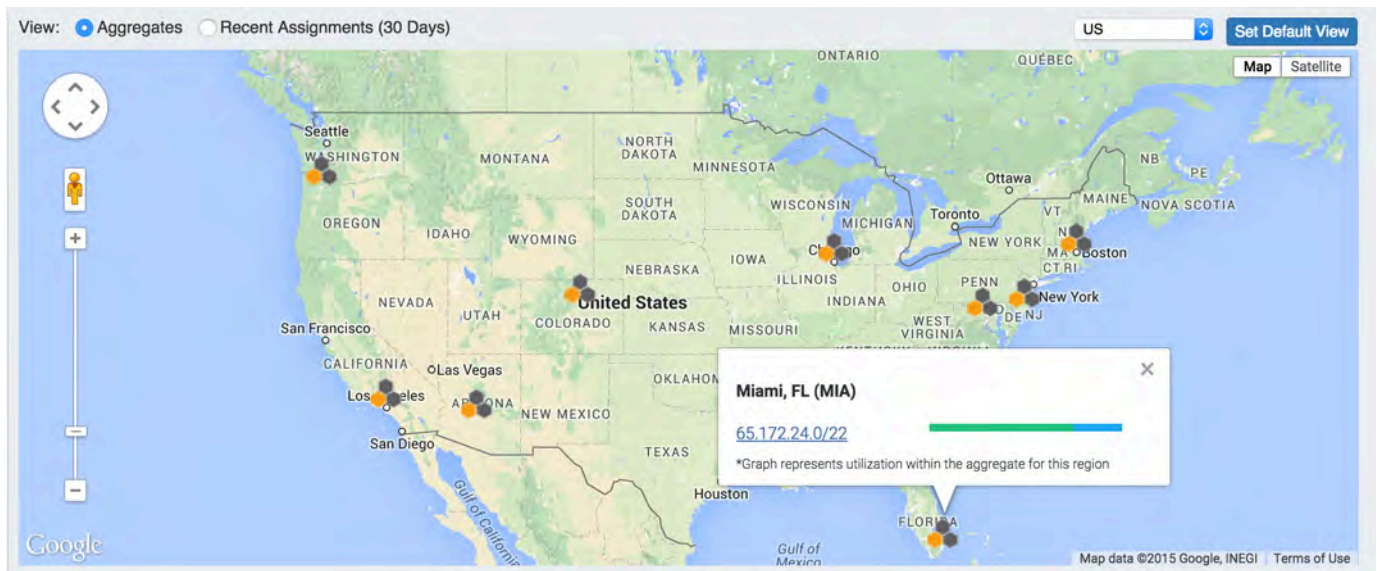 View: Aggregates Recent Assignments (30 Days) US Set Default View
ONTARIO QUÉBEC
Map Satellite
Seattle
WASHINGTON MONTANA NORTH DAKOTA MINNESOTA
Ottawa
NB PE
MAINE NOVA SCOTIA
VT
OREGON IDAHO WYOMING SOUTH DAKOTA WISCONSIN MICHIGAN Toronto
NEW YORK MA Boston
CT RI
IOWA ILLINOIS INDIANA OHIO PENN
NEBRASKA
New York
DE NJ
NEVADA UTAH COLORADO United States KANSAS MISSOURI WEST VIRGINIA
San Francisco
CALIFORNIA Las Vegas
NEW MEXICO
San Diego
TEXAS
Miami, FL (MIA)
65.172.24.0/22
*Graph represents utilization within the aggregate for this region
Houston
Gulf of California
Gulf of Mexico
Google
Map data ©2015 Google, INEGI Terms of Use